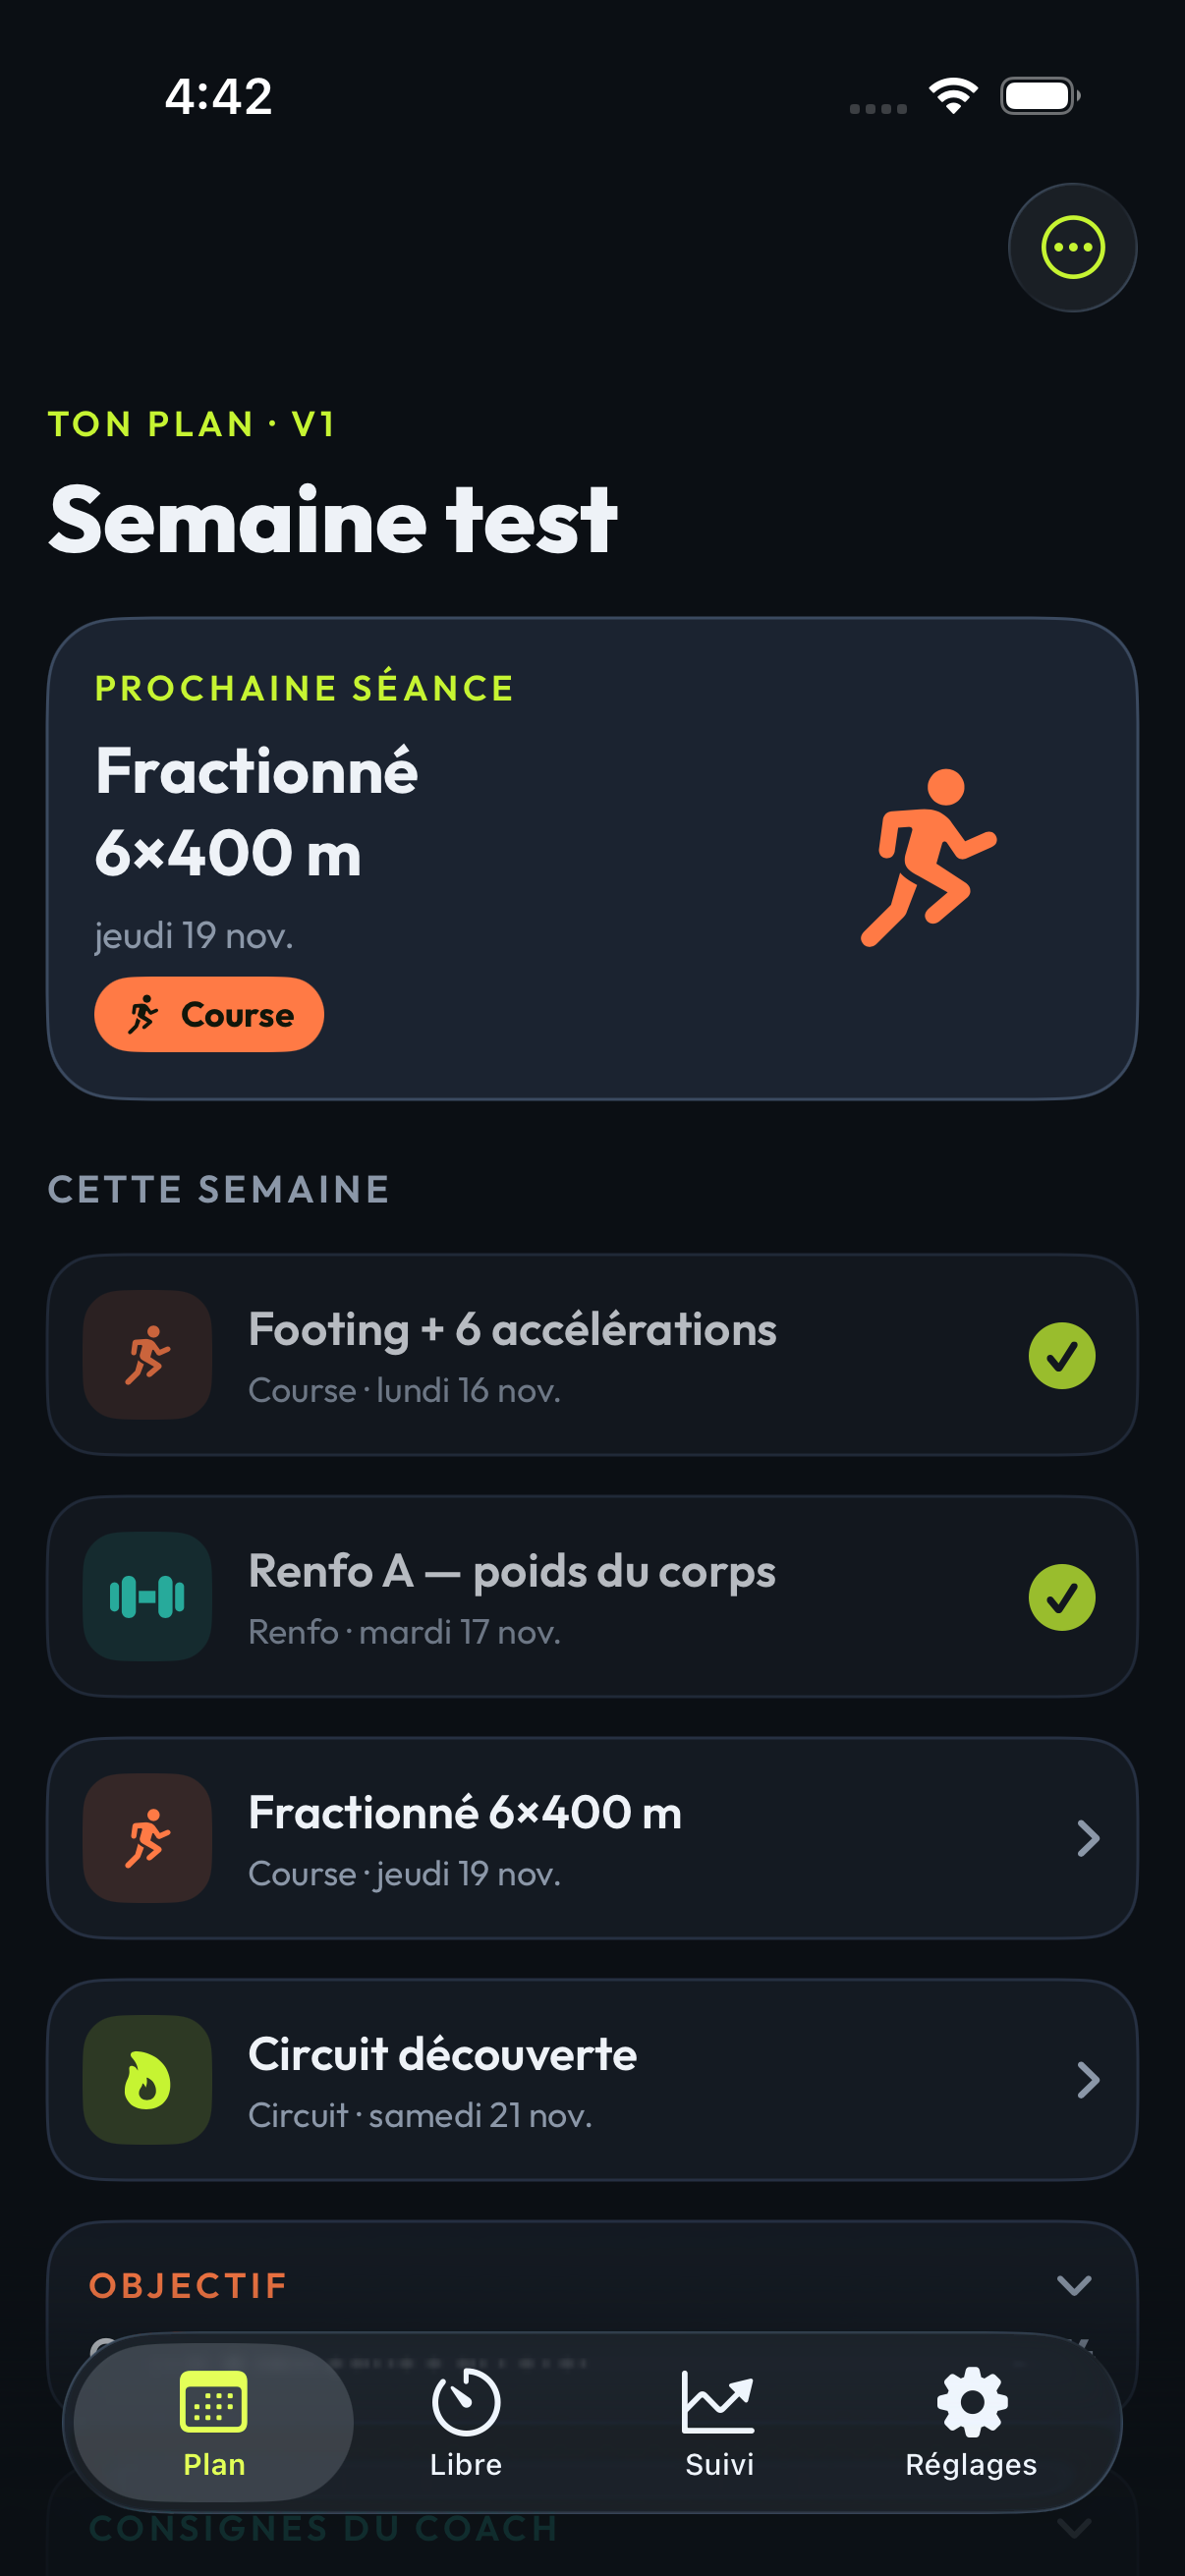 4:42
TON PLAN · V1
Semaine test
PROCHAINE SÉANCE
Fractionné
6×400 m
jeudi 19 nov.
Course
CETTE SEMAINE
Footing + 6 accélérations
Course · lundi 16 nov.
Renfo A — poids du corps
Renfo · mardi 17 nov.
Fractionné 6×400 m
Course · jeudi 19 nov.
Circuit découverte
Circuit · samedi 21 nov.
OBJECTIF
Plan
Libre
Suivi
Réglages
CONSIGNES DU COACH